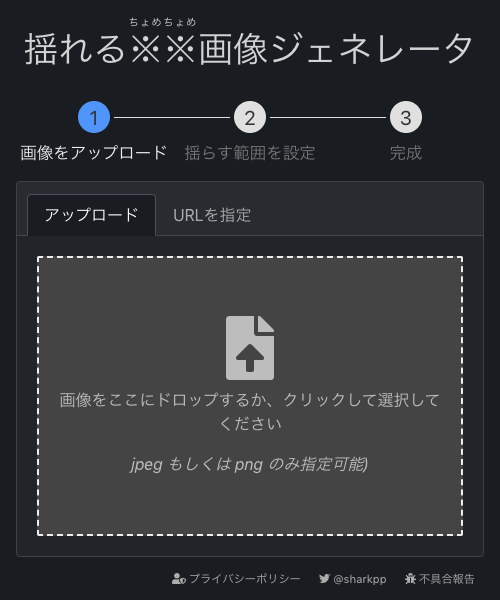 ちょめちょめ
揺れる※※画像ジェネレータ
1 2 3
画像をアップロード 揺らす範囲を設定 完成
アップロード URLを指定
画像をここにドロップするか、クリックして選択して
ください
jpeg もしくは png のみ指定可能)
プライバシーポリシー @sharkpp 不具合報告